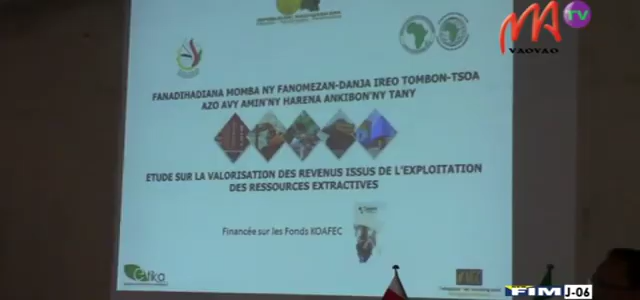 MA TV
VAOVAO
FANADIHADIANA MOMBA NY FANOMEZAN-DANJA IREO TOMBON-TSOA
AZO AVY AMIN'NY HARENA ANKIBON'NY TANY
ETUDE SUR LA VALORISATION DES REVENUS ISSUS DE L'EXPLOITATION
DES RESSOURCES EXTRACTIVES
Financée sur les Fonds KOAFEC
FIM J-06